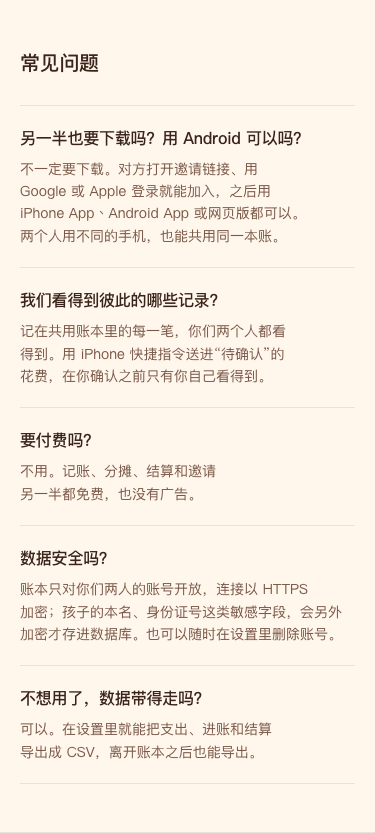 常见问题
另一半也要下载吗？用 Android 可以吗？
不一定要下载。对方打开邀请链接、用
Google 或 Apple 登录就能加入，之后用
iPhone App、Android App 或网页版都可以。
两个人用不同的手机，也能共用同一本账。
我们看得到彼此的哪些记录？
记在共用账本里的每一笔，你们两个人都看
得到。用 iPhone 快捷指令送进“待确认”的
花费，在你确认之前只有你自己看得到。
要付费吗？
不用。记账、分摊、结算和邀请
另一半都免费，也没有广告。
数据安全吗？
账本只对你们两人的账号开放，连接以 HTTPS
加密；孩子的本名、身份证号这类敏感字段，会另外
加密才存进数据库。也可以随时在设置里删除账号。
不想用了，数据带得走吗？
可以。在设置里就能把支出、进账和结算
导出成 CSV，离开账本之后也能导出。